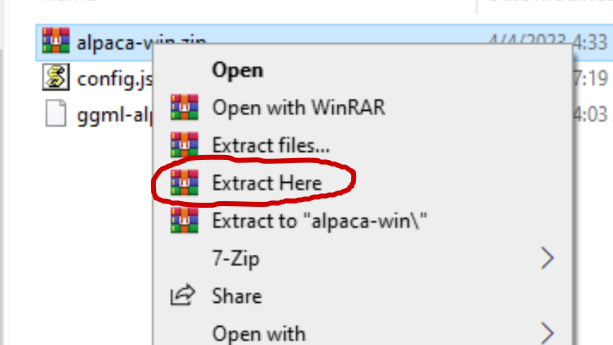 alpaca-win.zip
4/4/2023 4:33
Open
config.js
7:19
Open with WinRAR
ggml-alp
4:03
Extract files...
Extract Here
Extract to "alpaca-win\"
7-Zip
Share
Open with